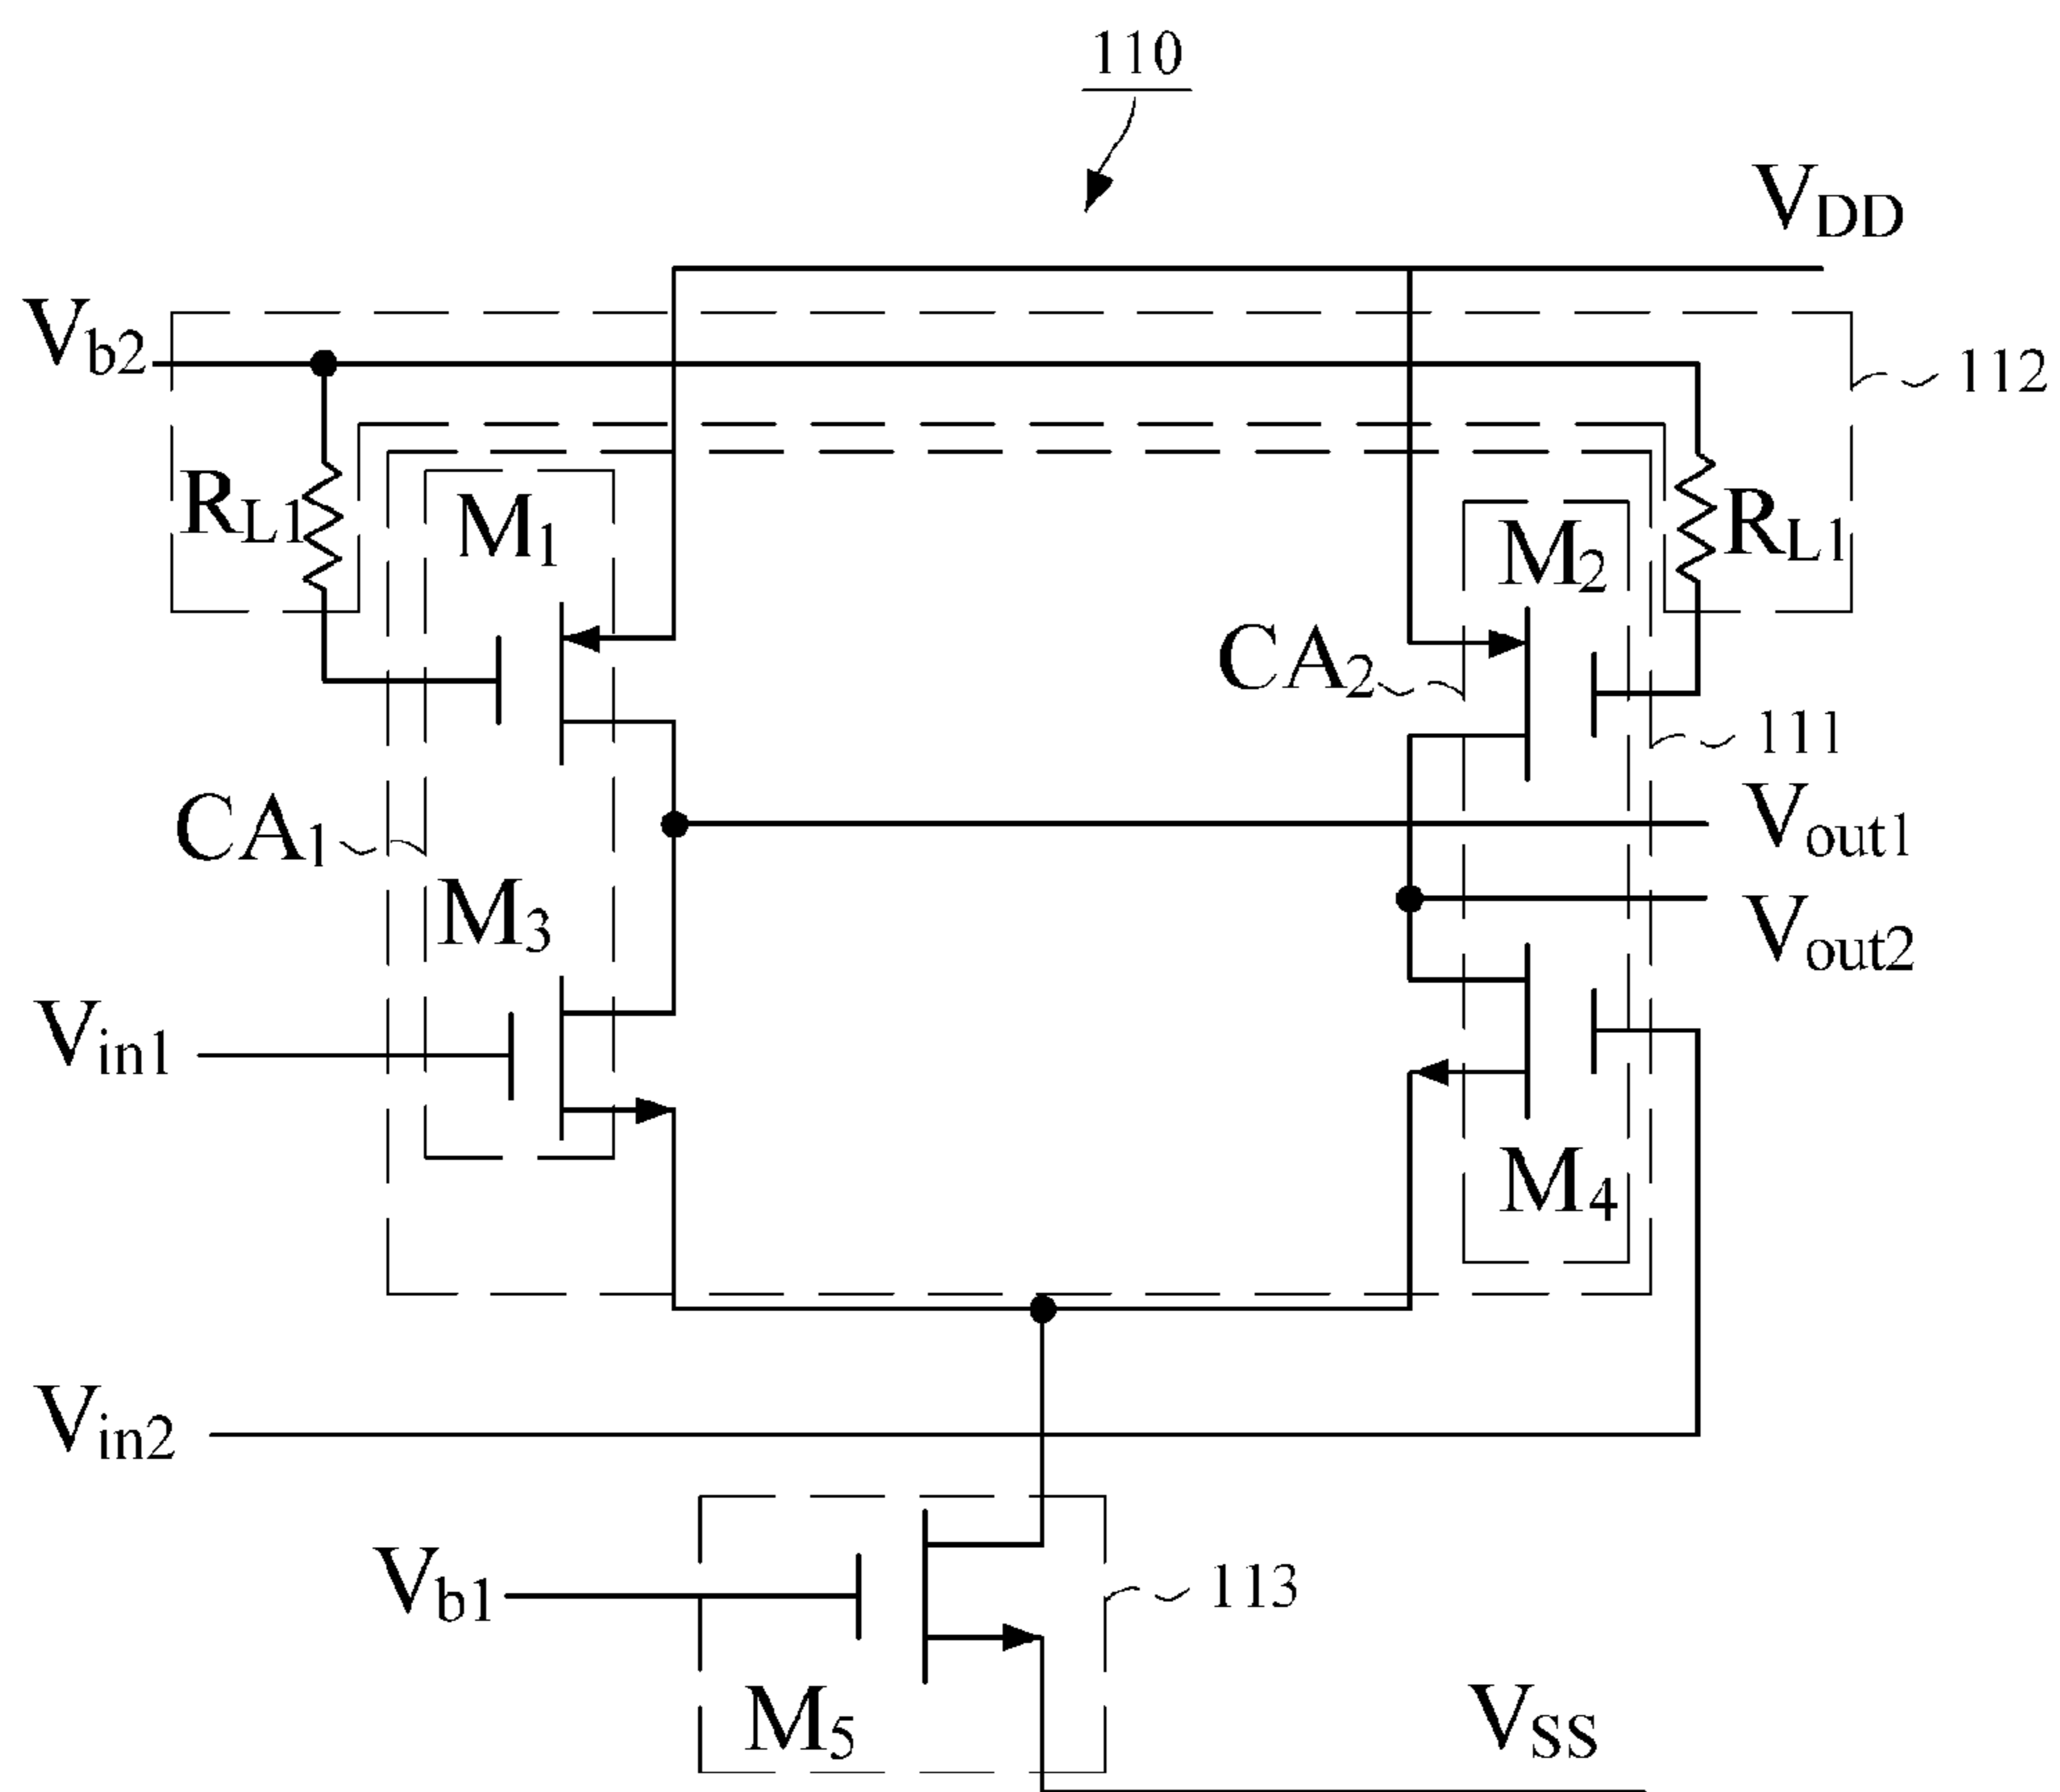 110
VDD
Vb2
112
RL1
M1
M2
RL1
CA2
111
CA1
Vout1
M3
Vout2
Vin1
M4
Vin2
Vb1
113
M5
VSS